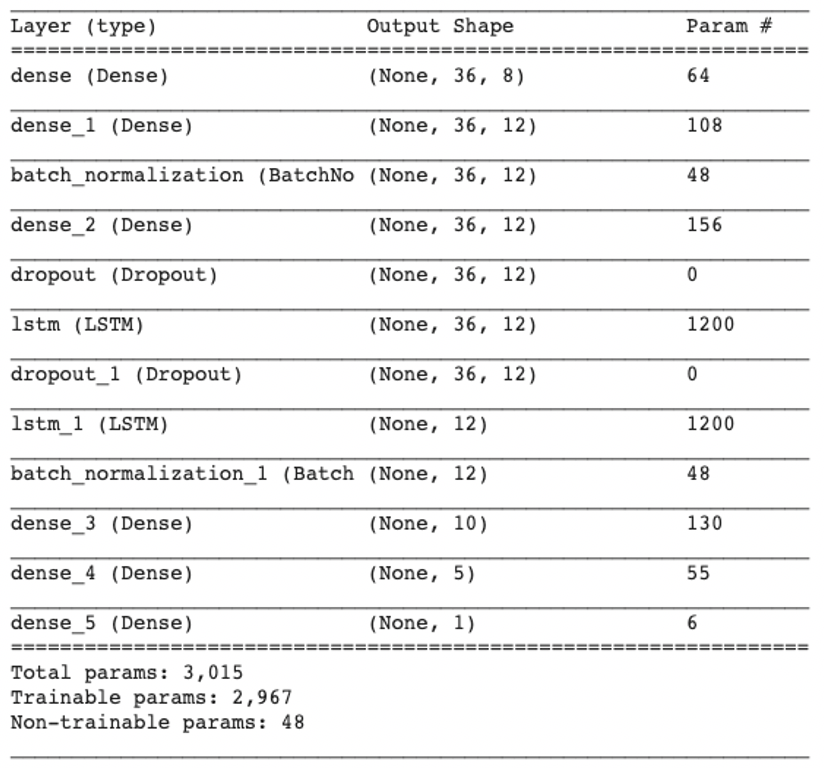 Layer (type) Output Shape Param #
=================================================================
dense (Dense) (None, 36, 8) 64
dense_1 (Dense) (None, 36, 12) 108
batch_normalization (BatchNo (None, 36, 12) 48
dense_2 (Dense) (None, 36, 12) 156
dropout (Dropout) (None, 36, 12) 0
lstm (LSTM) (None, 36, 12) 1200
dropout_1 (Dropout) (None, 36, 12) 0
lstm_1 (LSTM) (None, 12) 1200
batch_normalization_1 (Batch (None, 12) 48
dense_3 (Dense) (None, 10) 130
dense_4 (Dense) (None, 5) 55
dense_5 (Dense) (None, 1) 6
=================================================================
Total params: 3,015
Trainable params: 2,967
Non-trainable params: 48